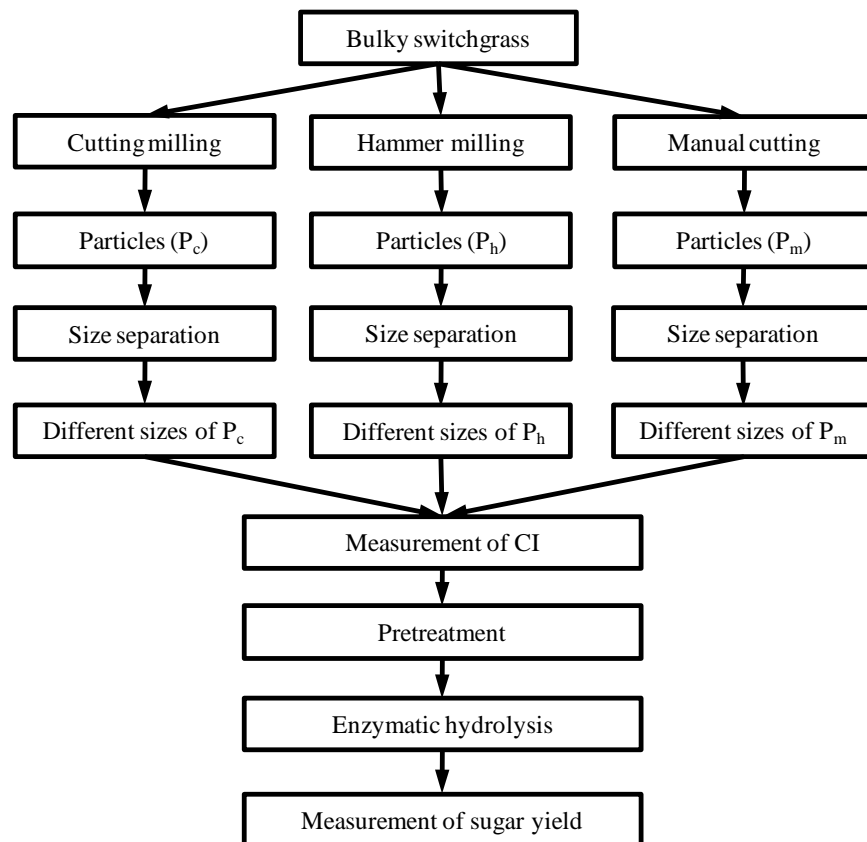 Bulky switchgrass
Cutting milling
Hammer milling
Manual cutting
Particles (Pc)
Particles (Ph)
Particles (Pm)
Size separation
Size separation
Size separation
Different sizes of Pc
Different sizes of Ph
Different sizes of Pm
Measurement of CI
Pretreatment
Enzymatic hydrolysis
Measurement of sugar yield